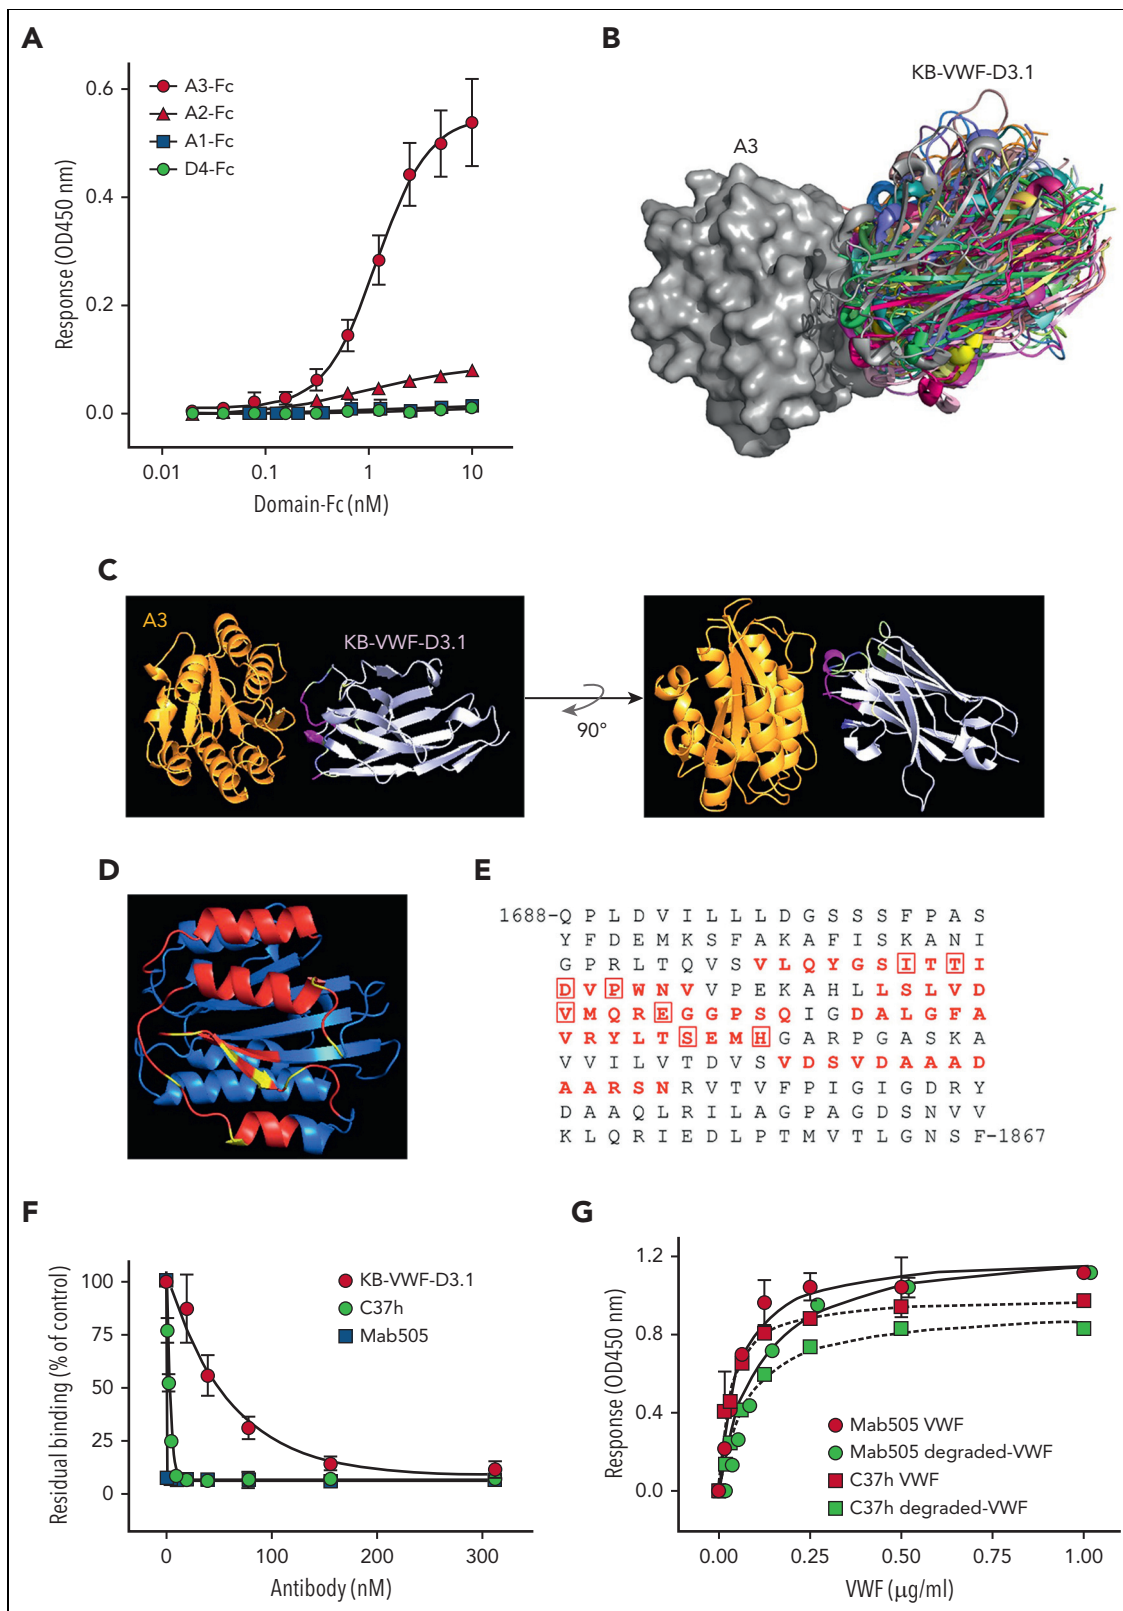 A
A3-Fc
A2-Fc
A1-Fc
D4-Fc
Response (OD450 nm)
0.6
0.4
0.2
0.0
0.01 0.1 1 10
Domain-Fc (nM)
B
KB-VWF-D3.1
A3
C
A3
KB-VWF-D3.1
90°
D
E
1688-Q P L D V I L L L D G S S S F P A S
Y F D E M K S F A K A F I S K A N I
G P R L T Q V S V L Q Y G S I T T I
D V P W N V V P E K A H L L S L V D
V M Q R E G G P S Q I G D A L G F A
V R Y L T S E M H G A R P G A S K A
V V I L V T D V S V D S V D A A A D
A A R S N R V T V F P I G I G D R Y
D A A Q L R I L A G P A G D S N V V
K L Q R I E D L P T M V T L G N S F-1867
F
KB-VWF-D3.1
C37h
Mab505
Residual binding (% of control)
100
75
50
25
0
0 100 200 300
Antibody (nM)
G
Response (OD450 nm)
1.2
0.8
0.4
0.0
Mab505 VWF
Mab505 degraded-VWF
C37h VWF
C37h degraded-VWF
0.00 0.25 0.50 0.75 1.00
VWF (μg/ml)